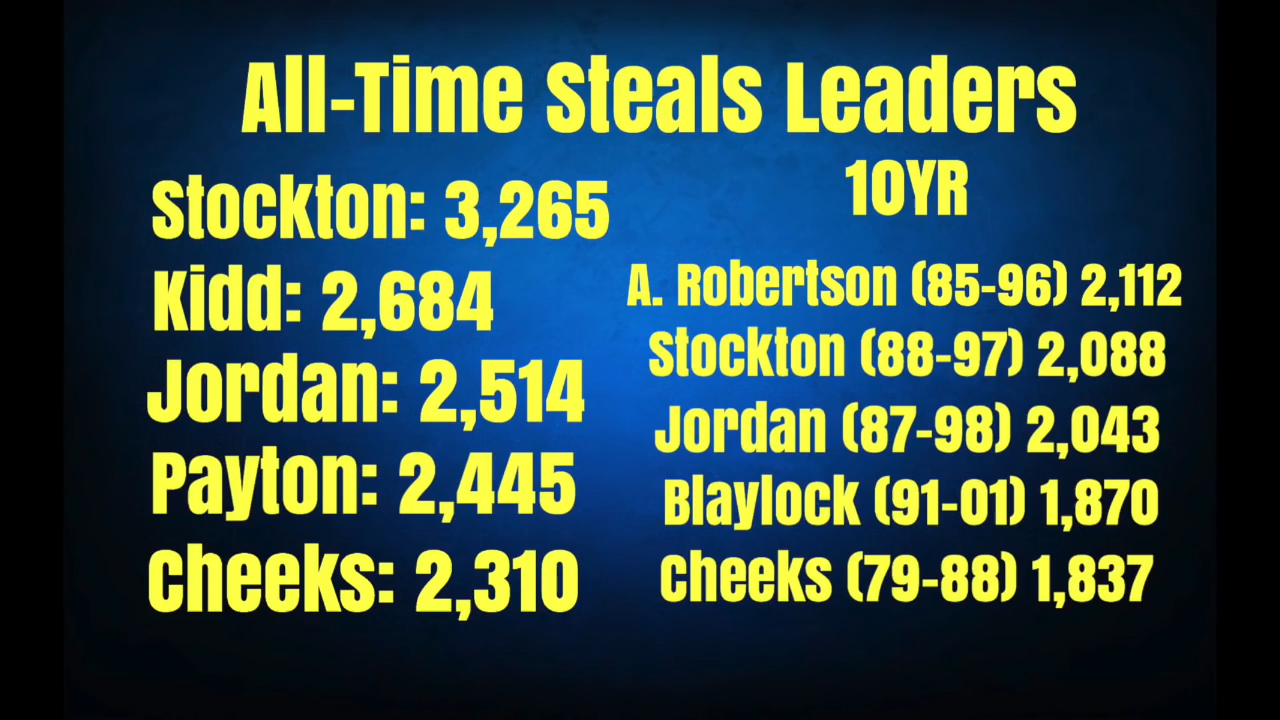 All-Time Steals Leaders
Stockton: 3,265
Kidd: 2,684
Jordan: 2,514
Payton: 2,445
Cheeks: 2,310
10YR
A. Robertson (85-96) 2,112
Stockton (88-97) 2,088
Jordan (87-98) 2,043
Blaylock (91-01) 1,870
Cheeks (79-88) 1,837